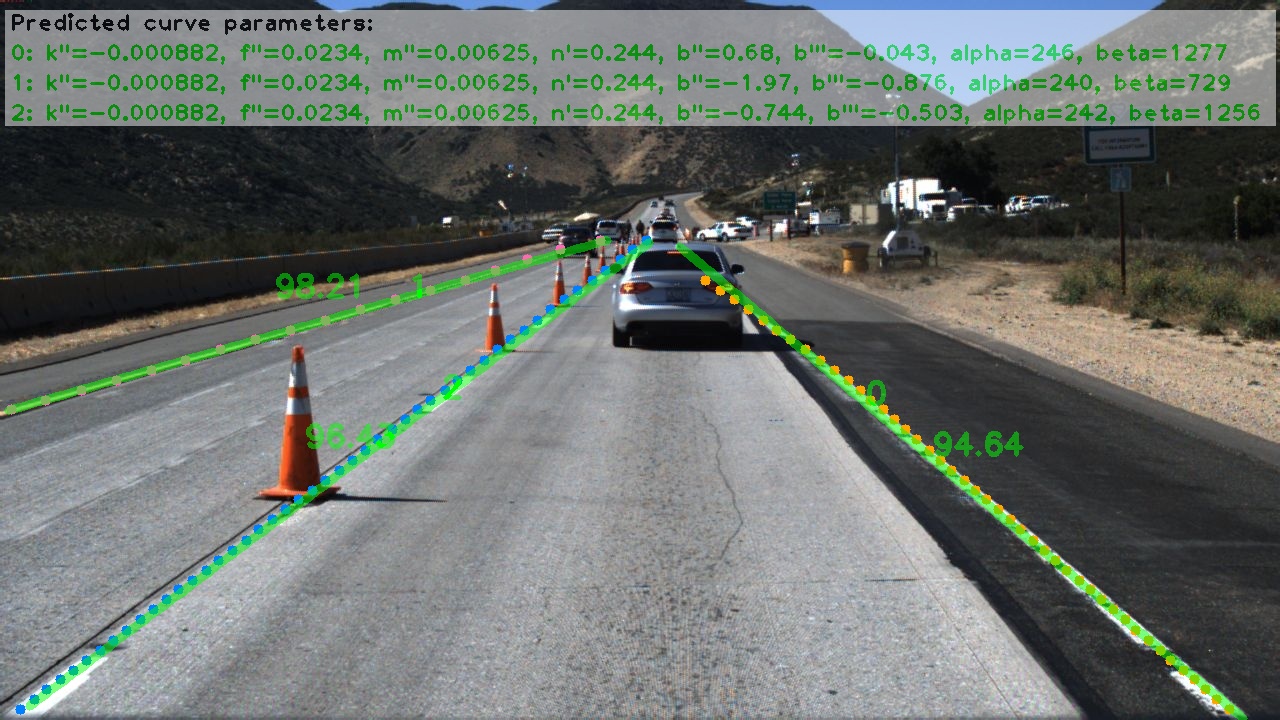 Predicted curve parameters:
0: k''=-0.000882, f''=0.0234, m''=0.00625, n'=0.244, b''=0.68, b'''=-0.043, alpha=246, beta=1277
1: k''=-0.000882, f''=0.0234, m''=0.00625, n'=0.244, b''=-1.97, b'''=-0.876, alpha=240, beta=729
2: k''=-0.000882, f''=0.0234, m''=0.00625, n'=0.244, b''=-0.744, b'''=-0.503, alpha=242, beta=1256
98.21 1
0
94.64